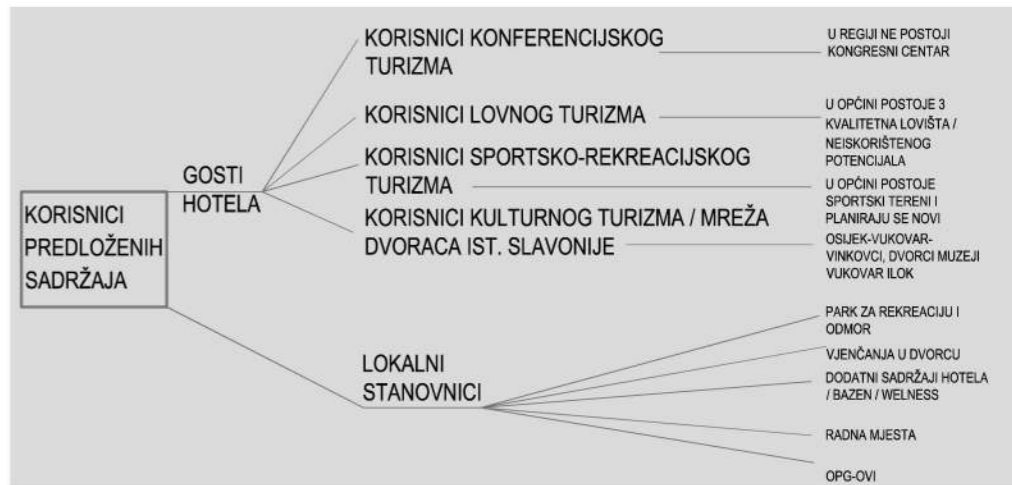 KORISNICI
PREDLOŽENIH
SADRŽAJA
GOSTI
HOTELA
KORISNICI KONFERENCIJSKOG
TURIZMA
U REGIJI NE POSTOJI
KONGRESNI CENTAR
KORISNICI LOVNOG TURIZMA
U OPĆINI POSTOJE 3
KVALITETNA LOVIŠTA /
NEISKORIŠTENOG
POTENCIJALA
KORISNICI SPORTSKO-REKREACIJSKOG
TURIZMA
U OPĆINI POSTOJE
SPORTSKI TERENI I
PLANIRAJU SE NOVI
KORISNICI KULTURNOG TURIZMA / MREŽA
DVORACA IST. SLAVONIJE
OSIJEK-VUKOVAR-
VINKOVCI, DVORCI MUZEJI
VUKOVAR ILOK
LOKALNI
STANOVNICI
PARK ZA REKREACIJU I
ODMOR
VJENČANJA U DVORCU
DODATNI SADRŽAJI HOTELA
/ BAZEN / WELNESS
RADNA MJESTA
OPG-OVI